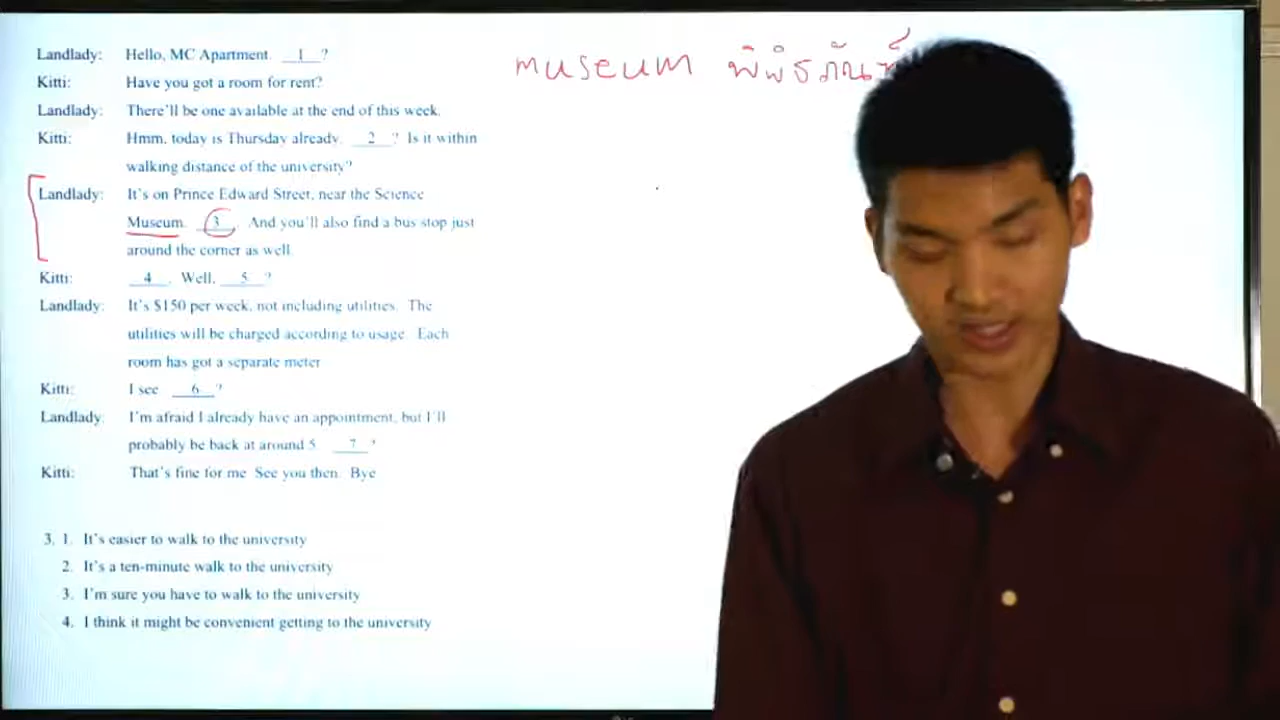 museum พิพิธภัณฑ์
Landlady: Hello, MC Apartment. 1 ?
Kitti: Have you got a room for rent?
Landlady: There'll be one available at the end of this week.
Kitti: Hmm, today is Thursday already. 2 ? Is it within
walking distance of the university?
Landlady: It's on Prince Edward Street, near the Science
Museum. 3 . And you'll also find a bus stop just
around the corner as well.
Kitti: 4 . Well, 5 ?
Landlady: It's $150 per week, not including utilities. The
utilities will be charged according to usage. Each
room has got a separate meter.
Kitti: I see. 6 ?
Landlady: I'm afraid I already have an appointment, but I'll
probably be back at around 5. 7 ?
Kitti: That's fine for me. See you then. Bye.
3. 1. It's easier to walk to the university
2. It's a ten-minute walk to the university
3. I'm sure you have to walk to the university
4. I think it might be convenient getting to the university